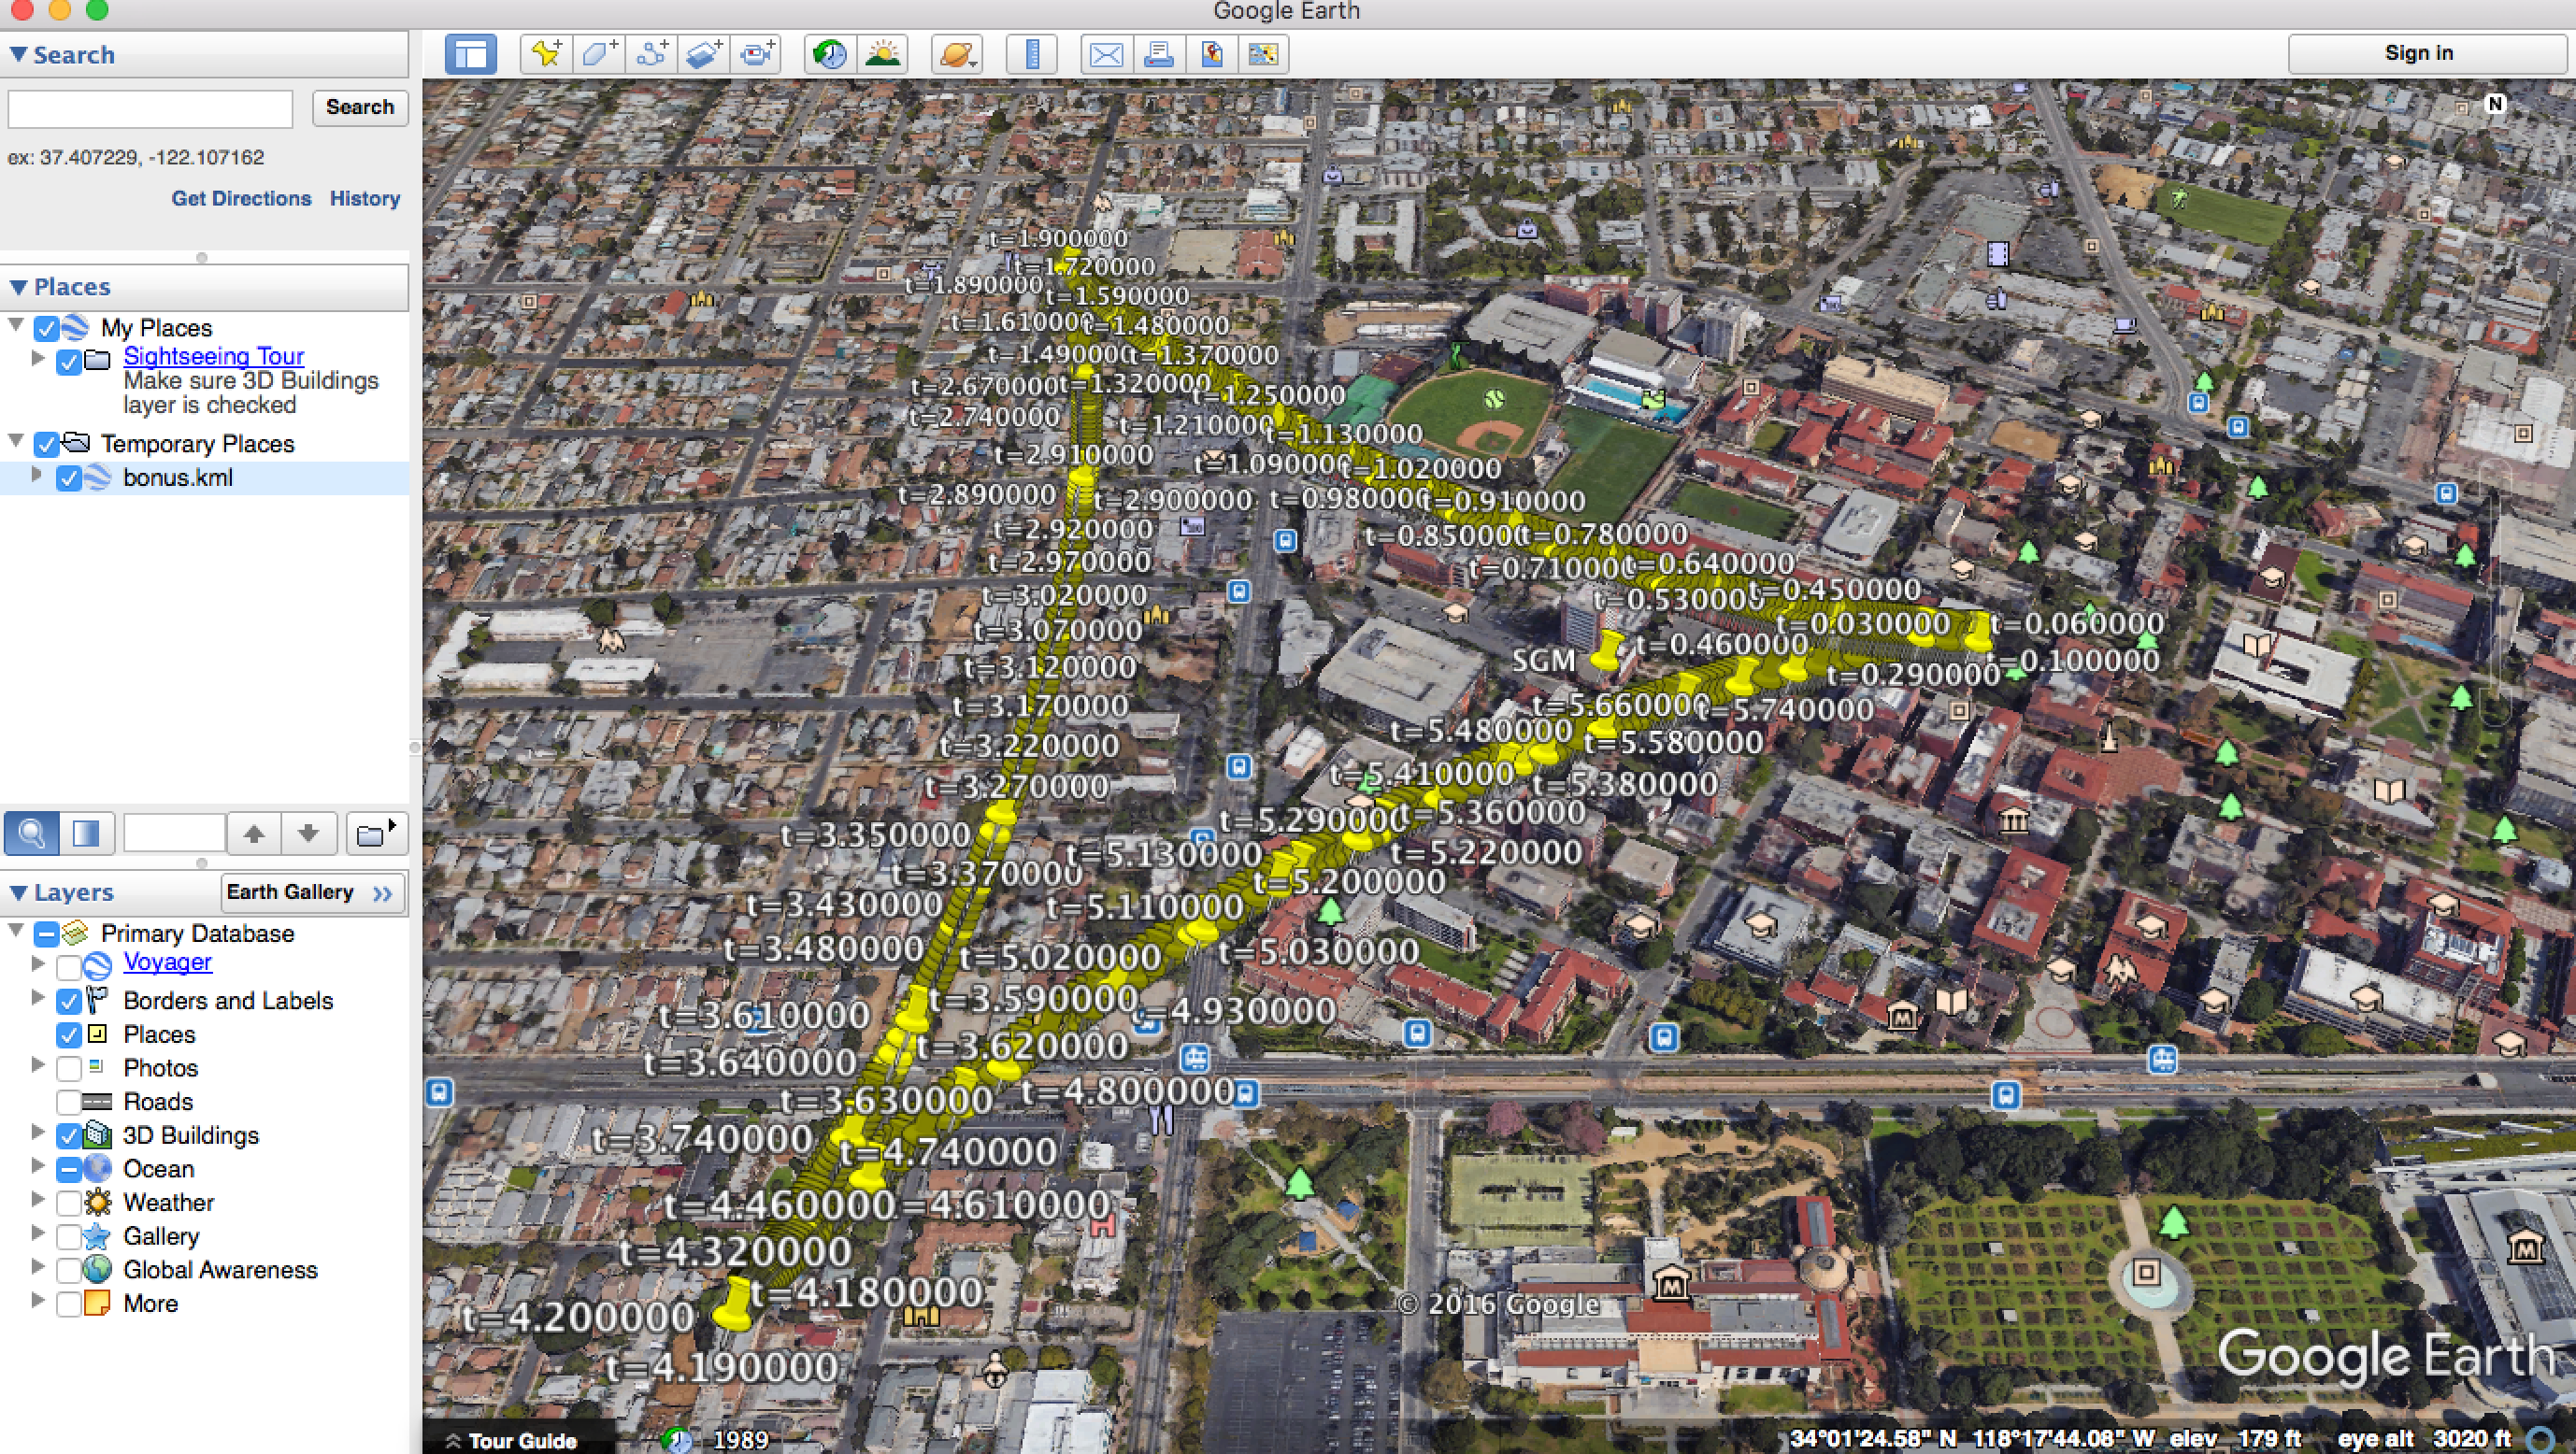 Google Earth
Search
Sign in
Search
ex: 37.407229, -122.107162
Get Directions History
Places
My Places
Sightseeing Tour
Make sure 3D Buildings
layer is checked
Temporary Places
bonus.kml
Layers
Earth Gallery >>
Primary Database
Voyager
Borders and Labels
Places
Photos
Roads
3D Buildings
Ocean
Weather
Gallery
Global Awareness
More
N
t=1.900000
t=1.720000
t=1.890000
t=1.590000
t=1.610000
t=1.480000
t=1.490000
t=1.370000
t=2.670000
t=1.320000
t=1.250000
t=2.740000
t=1.210000
t=1.130000
t=2.910000
t=1.090000
t=1.020000
t=2.890000
t=2.900000
t=0.980000
t=0.910000
t=2.920000
t=0.850000
t=0.780000
t=2.970000
t=0.710000
t=0.640000
t=3.020000
t=0.530000
t=0.450000
t=3.070000
t=0.030000
t=0.060000
t=3.120000
SGM
t=0.460000
t=0.290000
t=0.100000
t=3.170000
t=5.660000
t=5.740000
t=3.220000
t=5.480000
t=5.580000
t=3.270000
t=5.410000
t=5.380000
t=3.350000
t=5.290000
t=5.360000
t=3.370000
t=5.130000
t=5.220000
t=3.430000
t=5.110000
t=5.200000
t=3.480000
t=5.020000
t=5.030000
t=3.610000
t=3.590000
=4.930000
t=3.640000
t=3.620000
t=3.630000
t=4.800000
t=3.740000
t=4.740000
t=4.460000
=4.610000
t=4.320000
t=4.180000
t=4.200000
t=4.190000
© 2016 Google
Google Earth
Tour Guide
1989
34°01'24.58" N 118°17'44.08" W elev 179 ft eye alt 3020 ft